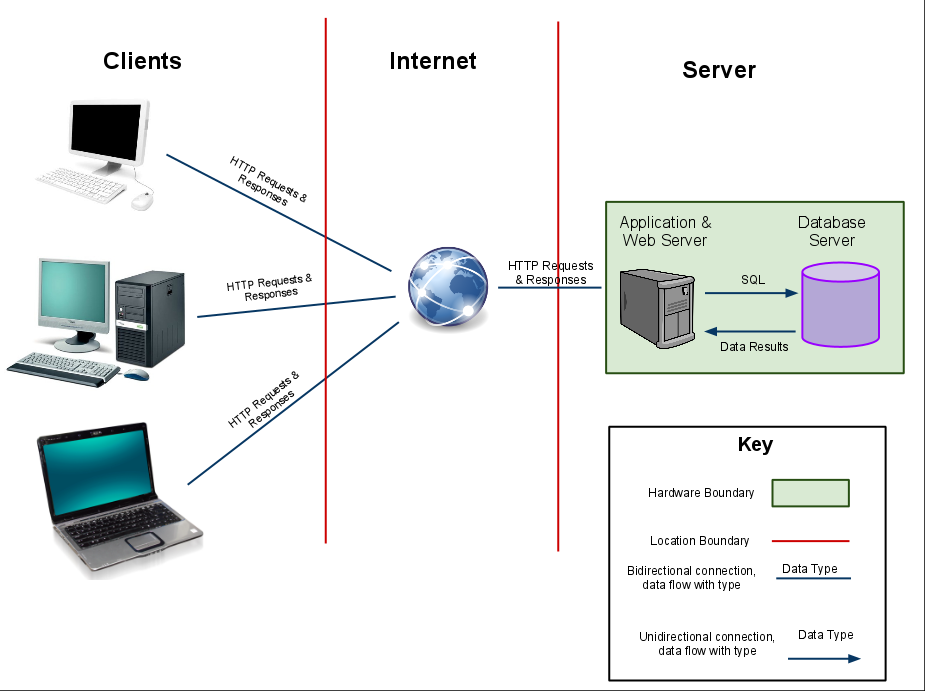 Clients
Internet
Server
HTTP Requests &
Responses
HTTP Requests &
Responses
HTTP Requests &
Responses
HTTP Requests
& Responses
Application &
Web Server
Database
Server
SQL
Data Results
Key
Hardware Boundary
Location Boundary
Bidirectional connection,
data flow with type
Data Type
Unidirectional connection,
data flow with type
Data Type